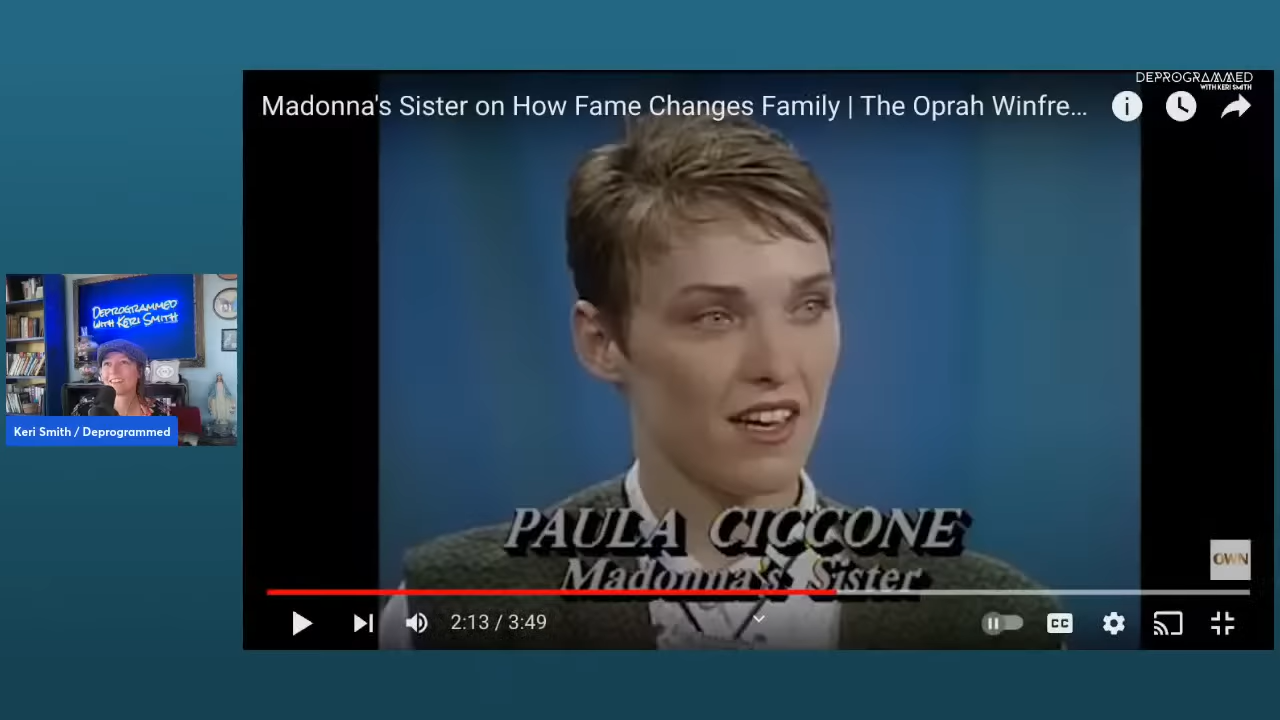 DEPROGRAMMED
WITH KERI SMITH
Madonna's Sister on How Fame Changes Family | The Oprah Winfre...
DEPROGRAMMED
WITH KERI SMITH
Keri Smith / Deprogrammed
PAULA CICCONE
Madonna's Sister
OWN
2:13 / 3:49
CC